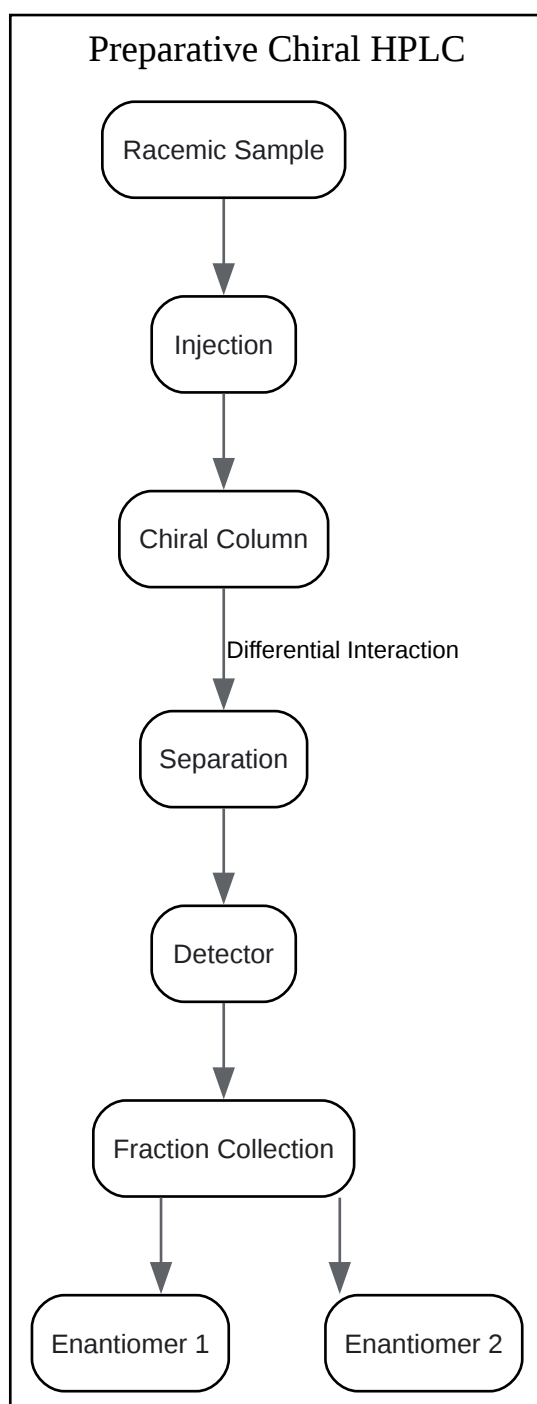 Preparative Chiral HPLC
Racemic Sample
Injection
Chiral Column
Differential Interaction
Separation
Detector
Fraction Collection
Enantiomer 1
Enantiomer 2